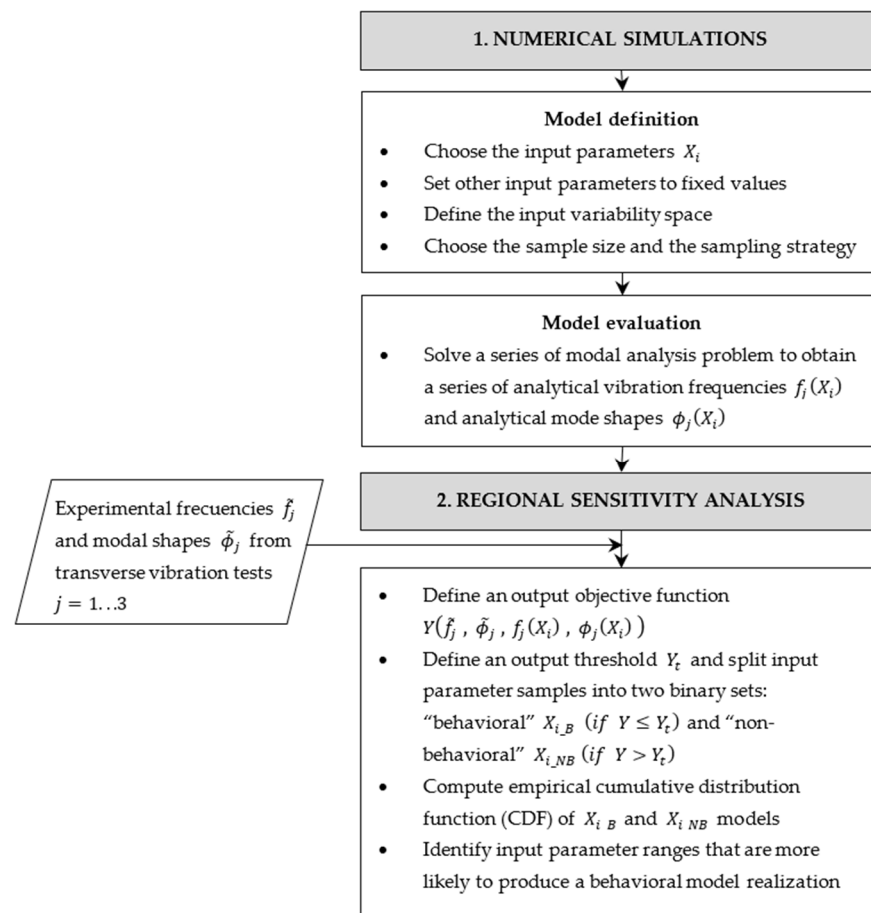 1. NUMERICAL SIMULATIONS
Model definition
• Choose the input parameters X_i
• Set other input parameters to fixed values
• Define the input variability space
• Choose the sample size and the sampling strategy
Model evaluation
• Solve a series of modal analysis problem to obtain
a series of analytical vibration frequencies f_j(X_i)
and analytical mode shapes ϕ_j(X_i)
2. REGIONAL SENSITIVITY ANALYSIS
Experimental frecuencies f̃_j
and modal shapes ϕ̃_j from
transverse vibration tests
j = 1…3
• Define an output objective function
Y(f̃_j , ϕ̃_j , f_j(X_i) , ϕ_j(X_i) )
• Define an output threshold Y_t and split input
parameter samples into two binary sets:
“behavioral” X_{i_B} (if Y ≤ Y_t) and “non-
behavioral” X_{i_NB} (if Y > Y_t)
• Compute empirical cumulative distribution
function (CDF) of X_{i B} and X_{i NB} models
• Identify input parameter ranges that are more
likely to produce a behavioral model realization